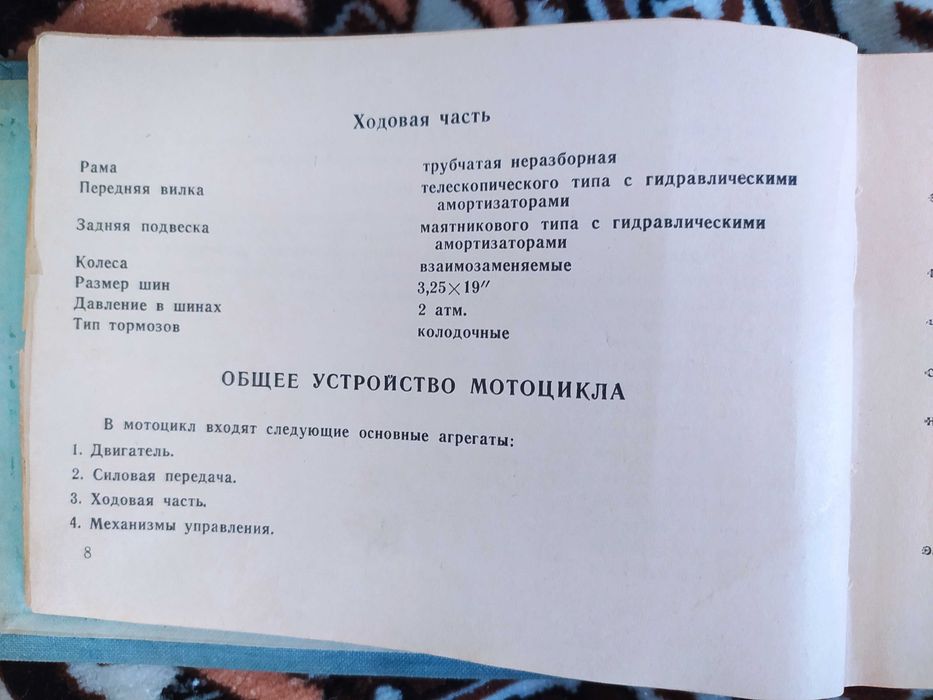 Ходовая часть
Рама трубчатая неразборная
Передняя вилка телескопического типа с гидравлическими
амортизаторами
Задняя подвеска маятникового типа с гидравлическими
амортизаторами
Колеса взаимозаменяемые
Размер шин 3,25×19″
Давление в шинах 2 атм.
Тип тормозов колодочные
ОБЩЕЕ УСТРОЙСТВО МОТОЦИКЛА
В мотоцикл входят следующие основные агрегаты:
1. Двигатель.
2. Силовая передача.
3. Ходовая часть.
4. Механизмы управления.
8